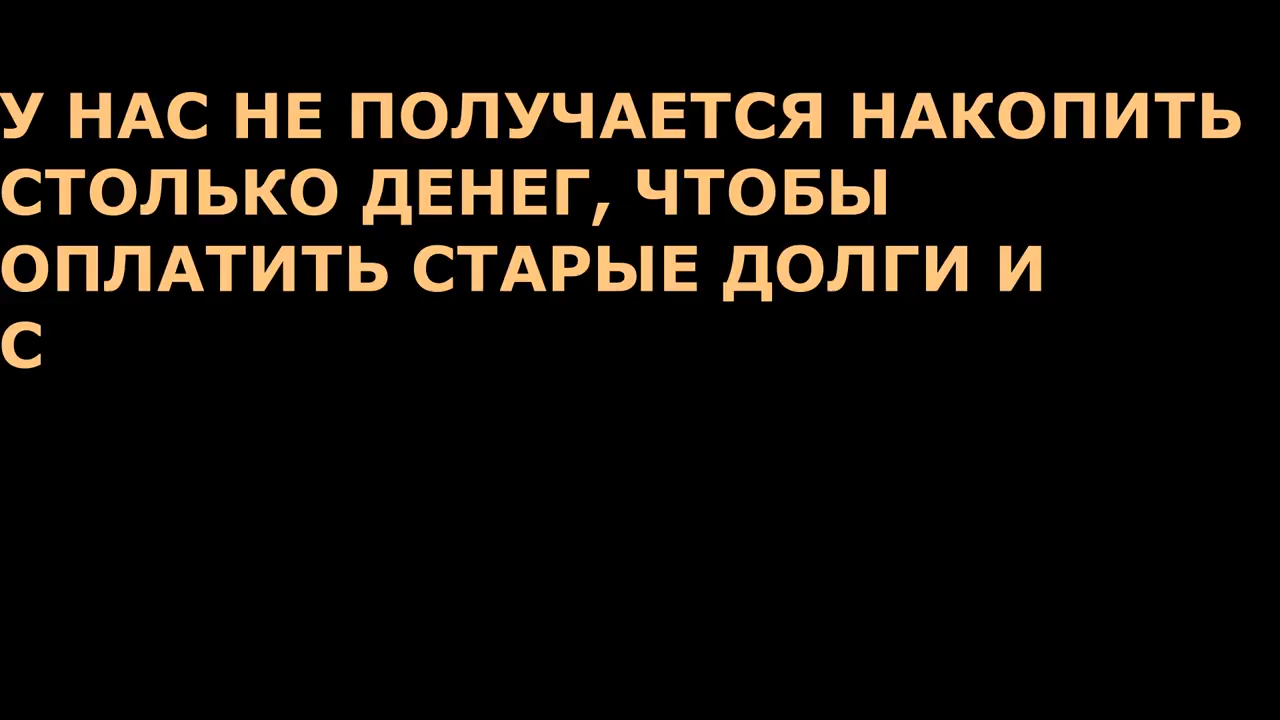 У НАС НЕ ПОЛУЧАЕТСЯ НАКОПИТЬ
СТОЛЬКО ДЕНЕГ, ЧТОБЫ
ОПЛАТИТЬ СТАРЫЕ ДОЛГИ И
С